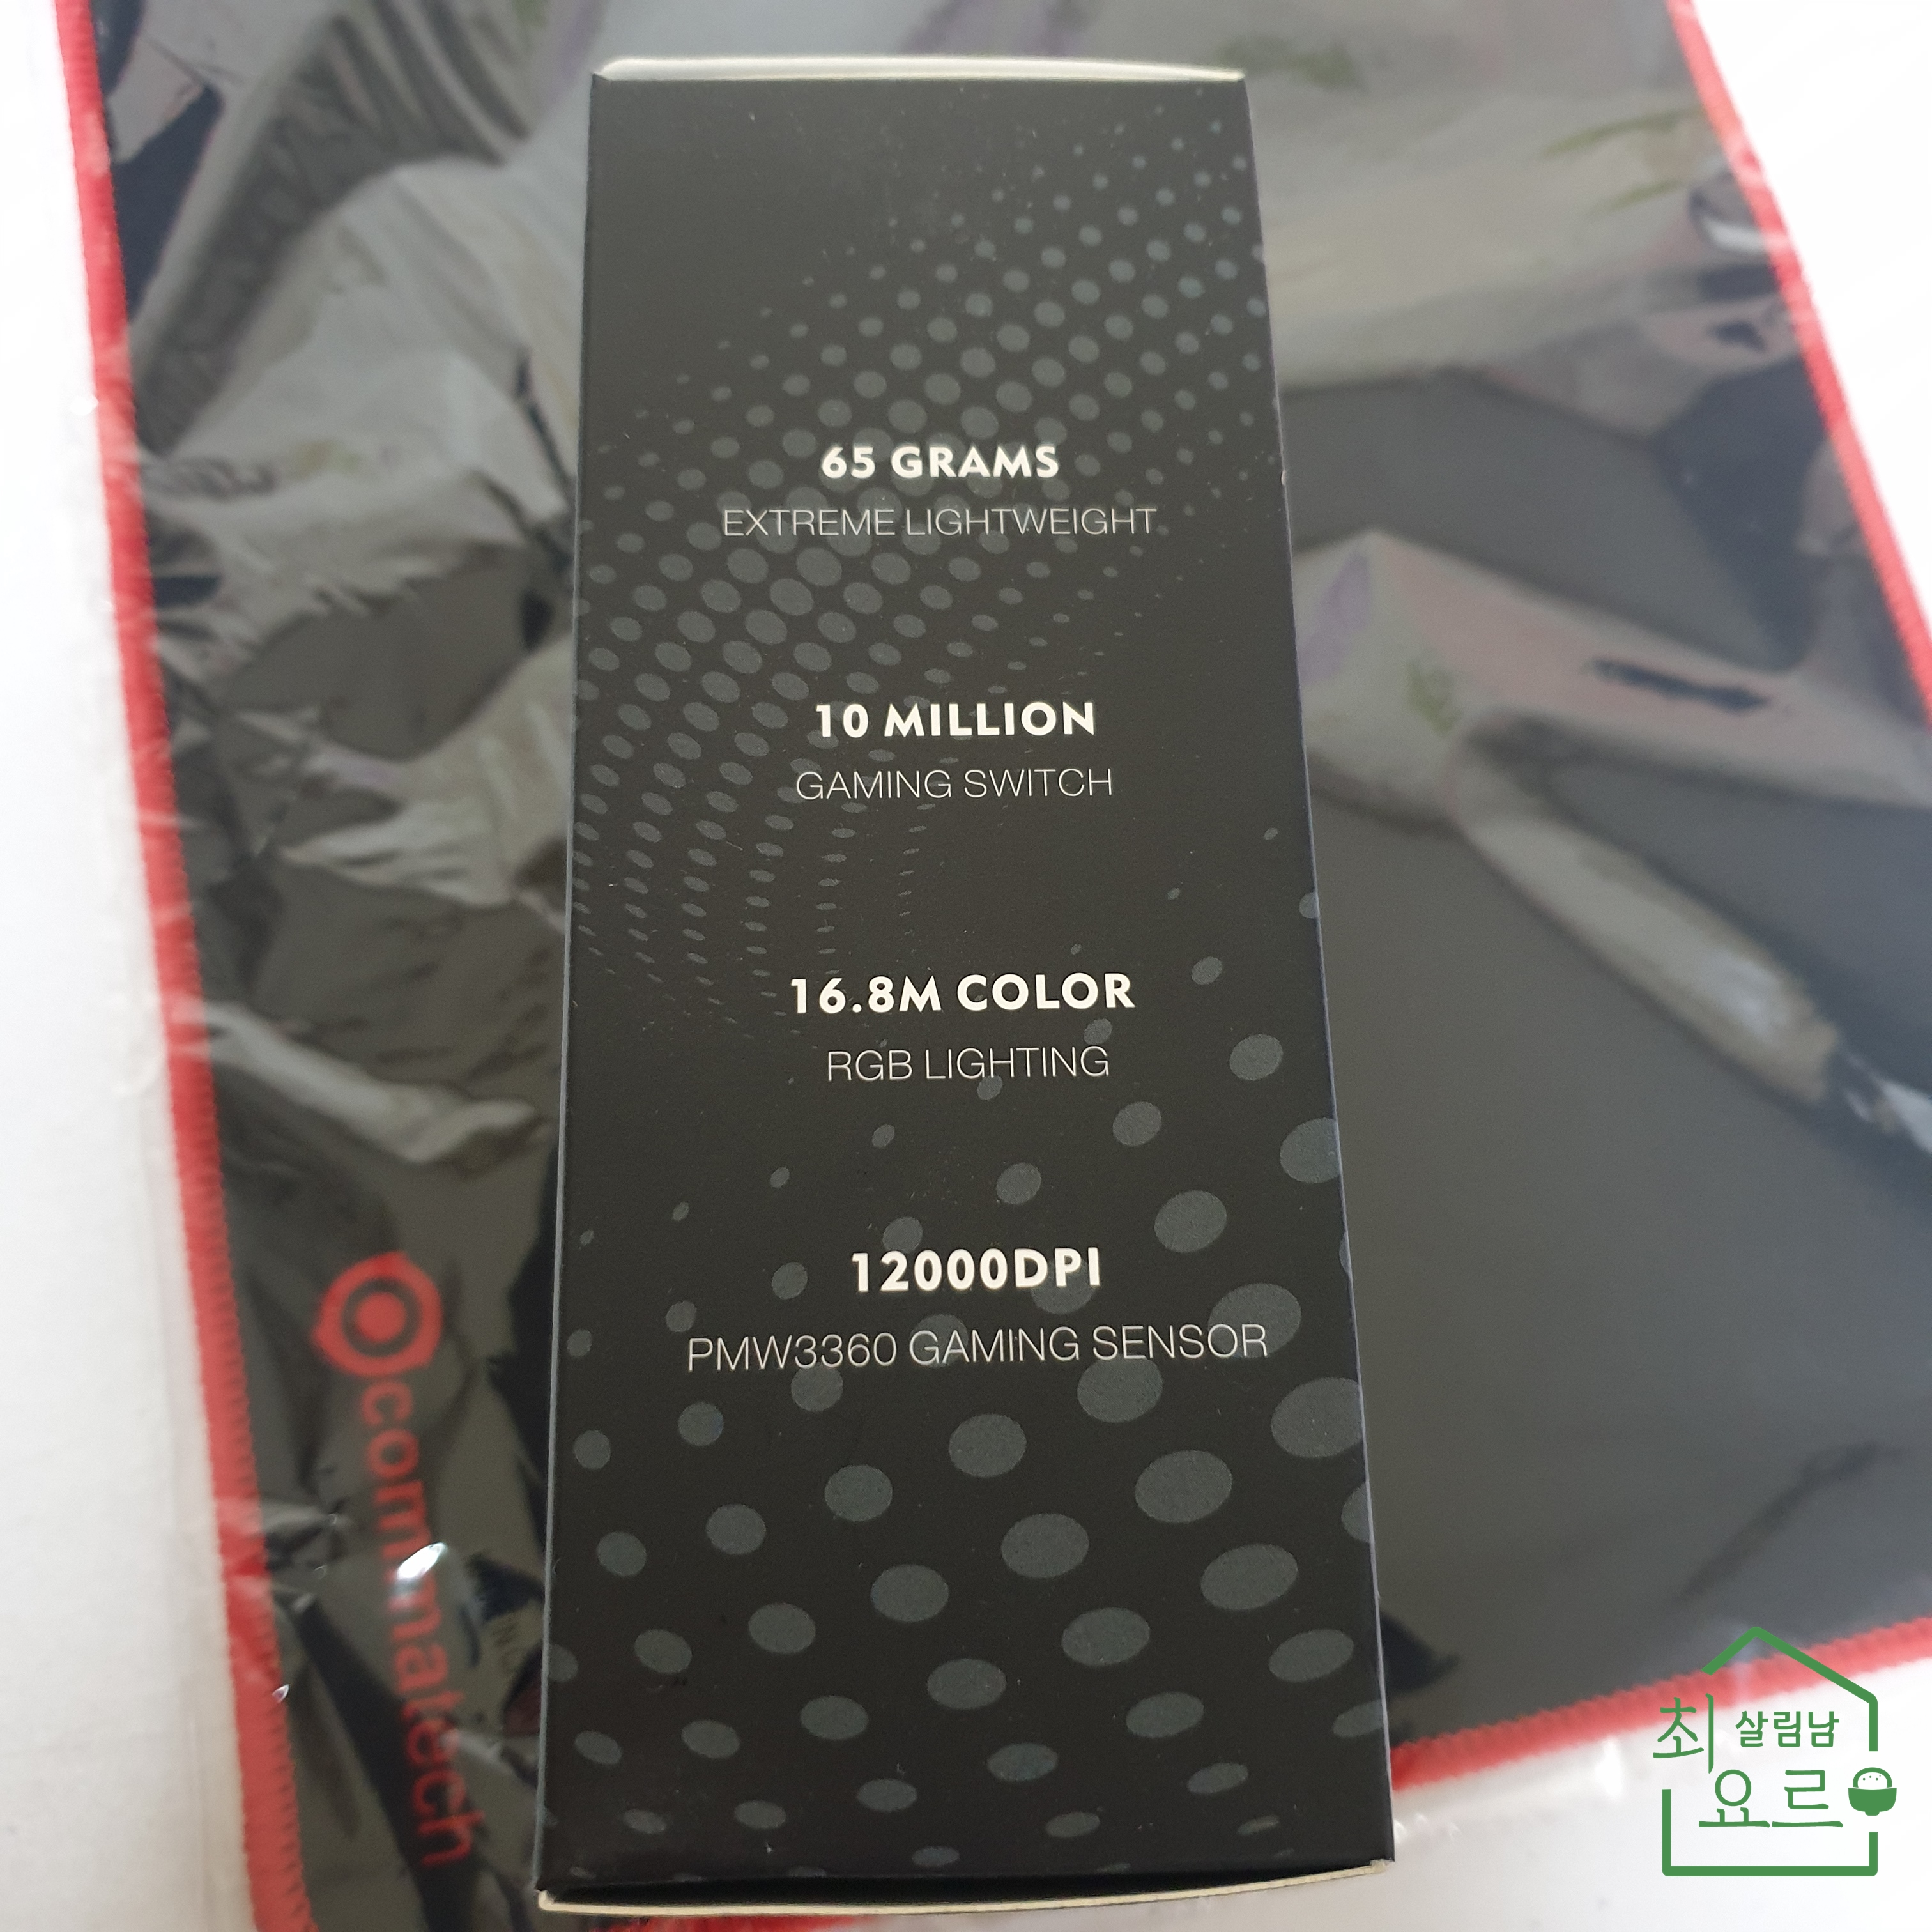 65 GRAMS
EXTREME LIGHTWEIGHT
10 MILLION
GAMING SWITCH
16.8M COLOR
RGB LIGHTING
12000DPI
PMW3360 GAMING SENSOR
commatech
최 살림남
요르